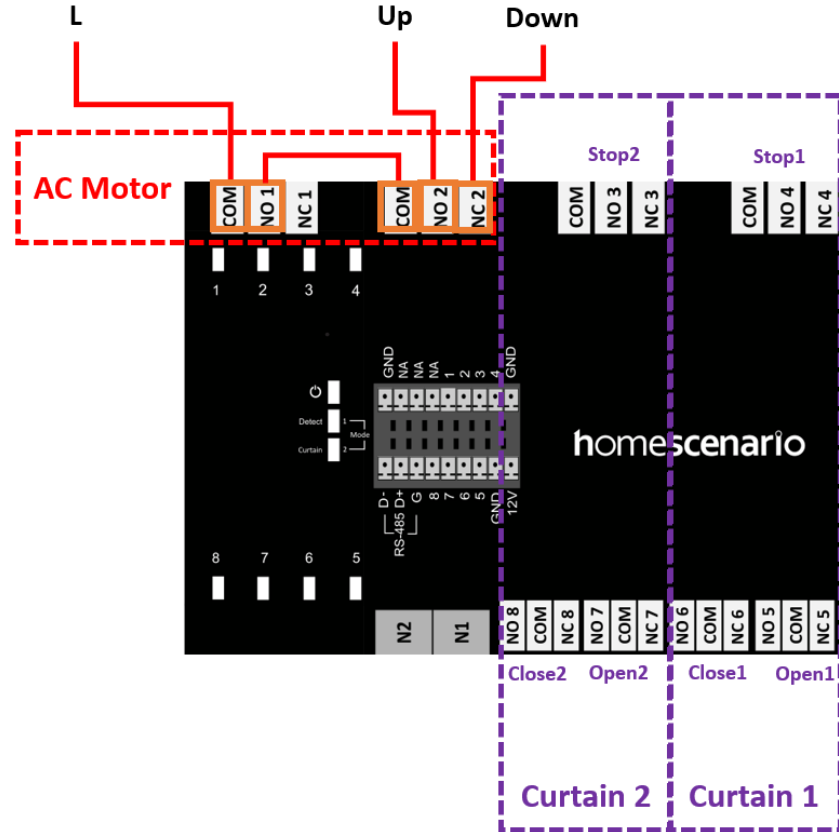 L
Up
Down
AC Motor
Stop2
Stop1
COM
NO 1
NC 1
COM
NO 2
NC 2
COM
NO 3
NC 3
COM
NO 4
NC 4
1
2
3
4
GND
NA
NA
NA
1
2
3
4
GND
Detect
1
Mode
Curtain
2
homescenario
D-
D+
G
8
7
6
5
GND
12V
RS-485
8
7
6
5
N2
N1
NO 8
COM
NC 8
NO 7
COM
NC 7
NO 6
COM
NC 6
NO 5
COM
NC 5
Close2
Open2
Close1
Open1
Curtain 2
Curtain 1